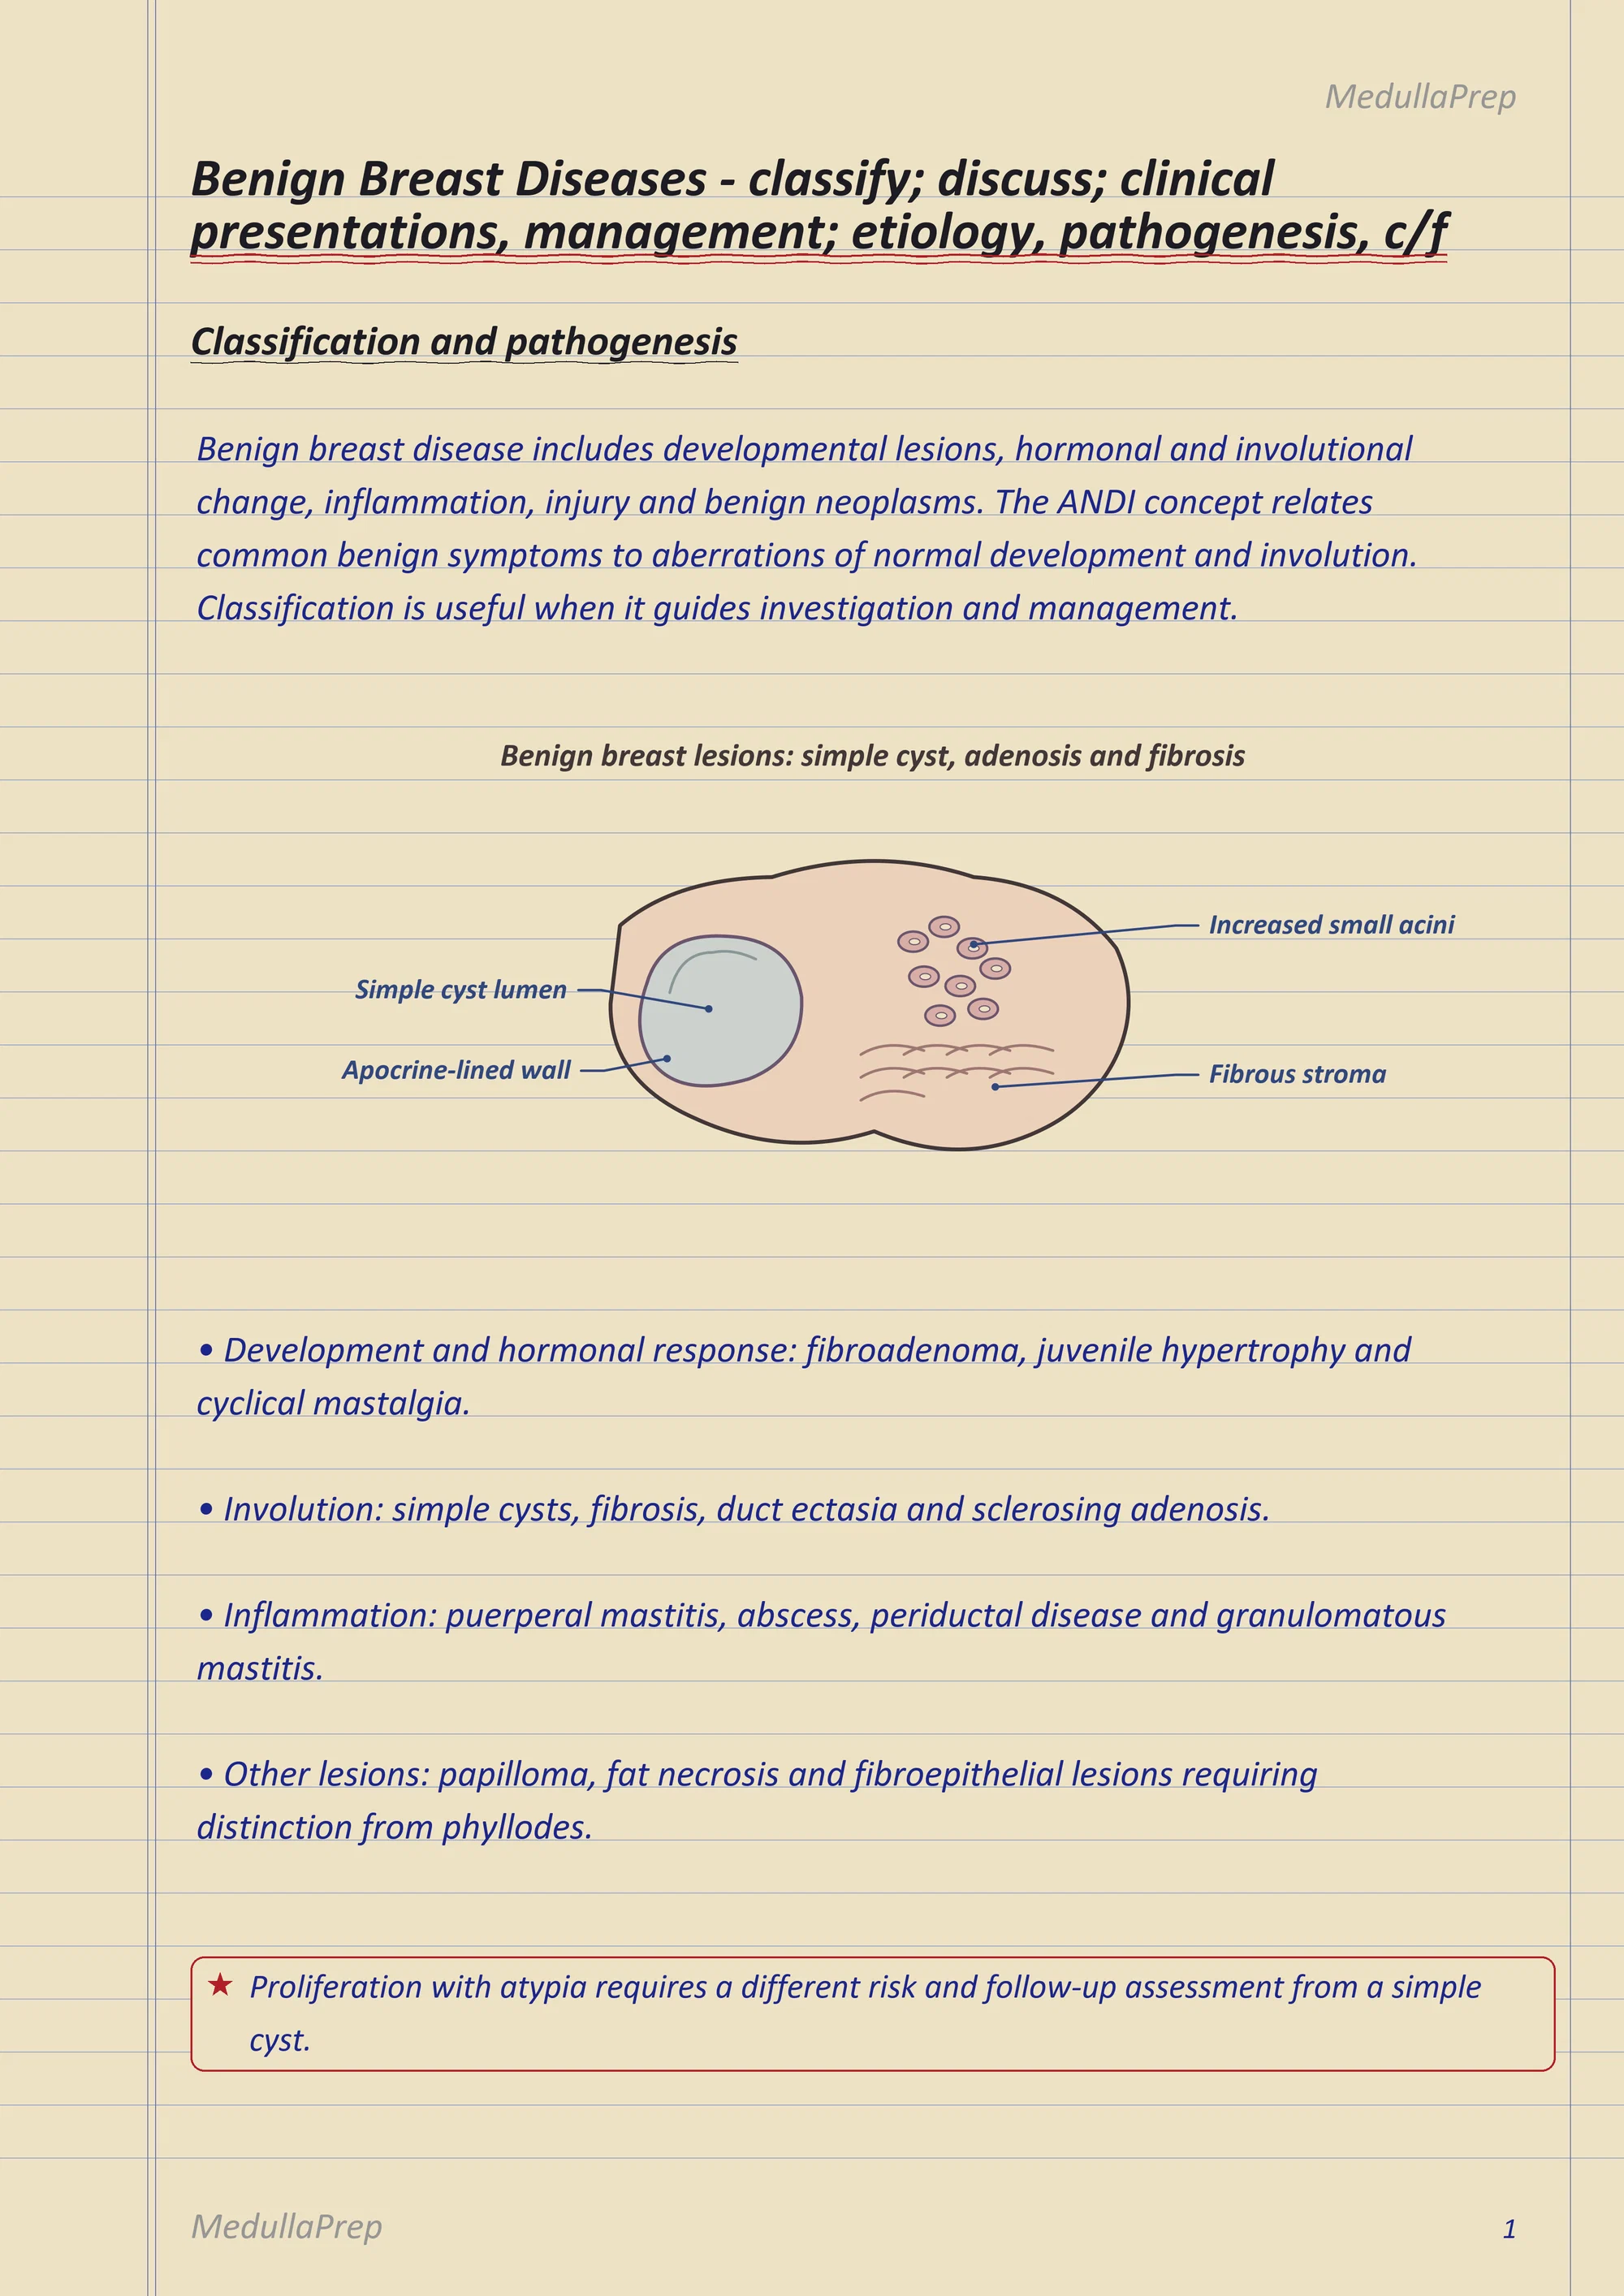 MedullaPrep
Benign Breast Diseases - classify; discuss; clinical
presentations, management; etiology, pathogenesis, c/f
Classification and pathogenesis
Benign breast disease includes developmental lesions, hormonal and involutional
change, inflammation, injury and benign neoplasms. The ANDI concept relates
common benign symptoms to aberrations of normal development and involution.
Classification is useful when it guides investigation and management.
Benign breast lesions: simple cyst, adenosis and fibrosis
Increased small acini
Simple cyst lumen
Apocrine-lined wall
Fibrous stroma
• Development and hormonal response: fibroadenoma, juvenile hypertrophy and
cyclical mastalgia.
• Involution: simple cysts, fibrosis, duct ectasia and sclerosing adenosis.
• Inflammation: puerperal mastitis, abscess, periductal disease and granulomatous
mastitis.
• Other lesions: papilloma, fat necrosis and fibroepithelial lesions requiring
distinction from phyllodes.
★ Proliferation with atypia requires a different risk and follow-up assessment from a simple
cyst.
MedullaPrep
1